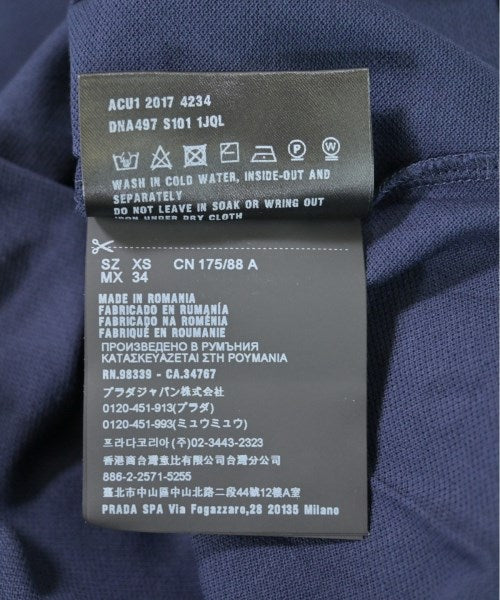 ACU1 2017 4234
DNA497 S101 1JQL
P W
WASH IN COLD WATER, INSIDE-OUT AND
SEPARATELY
DO NOT LEAVE IN SOAK OR WRING OUT
IRON UNDER DRY CLOTH
SZ XS CN 175/88 A
MX 34
MADE IN ROMANIA
FABRICADO EN RUMANÍA
FABRICADO NA ROMÊNIA
FABRIQUÉ EN ROUMANIE
ПРОИЗВЕДЕНО В РУМЪНИЯ
ΚΑΤΑΣΚΕΥΑΖΕΤΑΙ ΣΤΗ ΡΟΥΜΑΝΙΑ
RN.98339 - CA.34767
プラダジャパン株式会社
0120-451-913(プラダ)
0120-451-993(ミュウミュウ)
프라다코리아(주)02-3443-2323
香港商台灣意比有限公司台灣分公司
886-2-2571-5255
臺北市中山區中山北路二段44號12樓A室
PRADA SPA Via Fogazzaro,28 20135 Milano